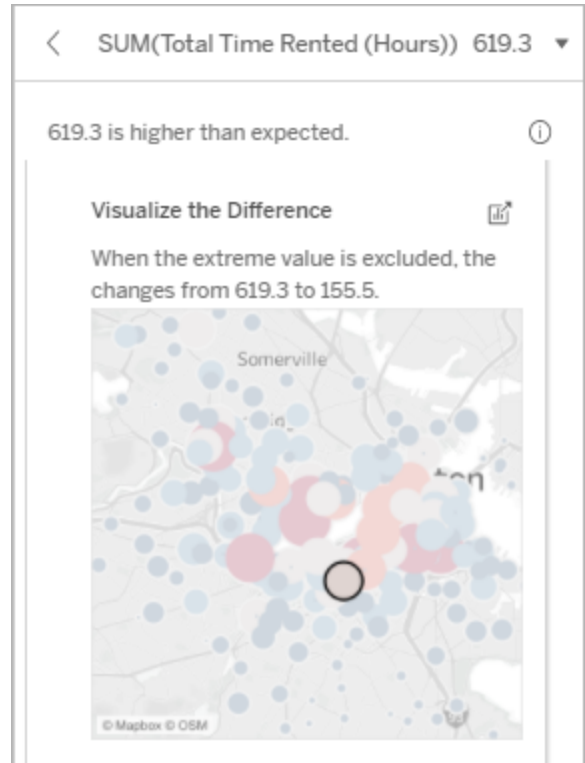 SUM(Total Time Rented (Hours)) 619.3
619.3 is higher than expected.
Visualize the Difference
When the extreme value is excluded, the
changes from 619.3 to 155.5.
Somerville
© Mapbox © OSM